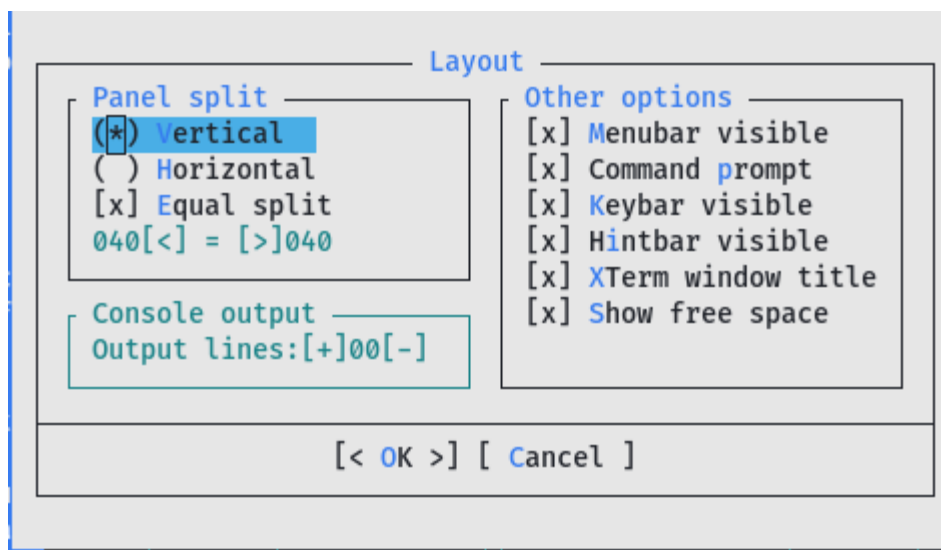 Layout
Panel split
(*) Vertical
( ) Horizontal
[x] Equal split
040[<] = [>]040
Console output
Output lines:[+]00[-]
Other options
[x] Menubar visible
[x] Command prompt
[x] Keybar visible
[x] Hintbar visible
[x] XTerm window title
[x] Show free space
[< OK >] [ Cancel ]